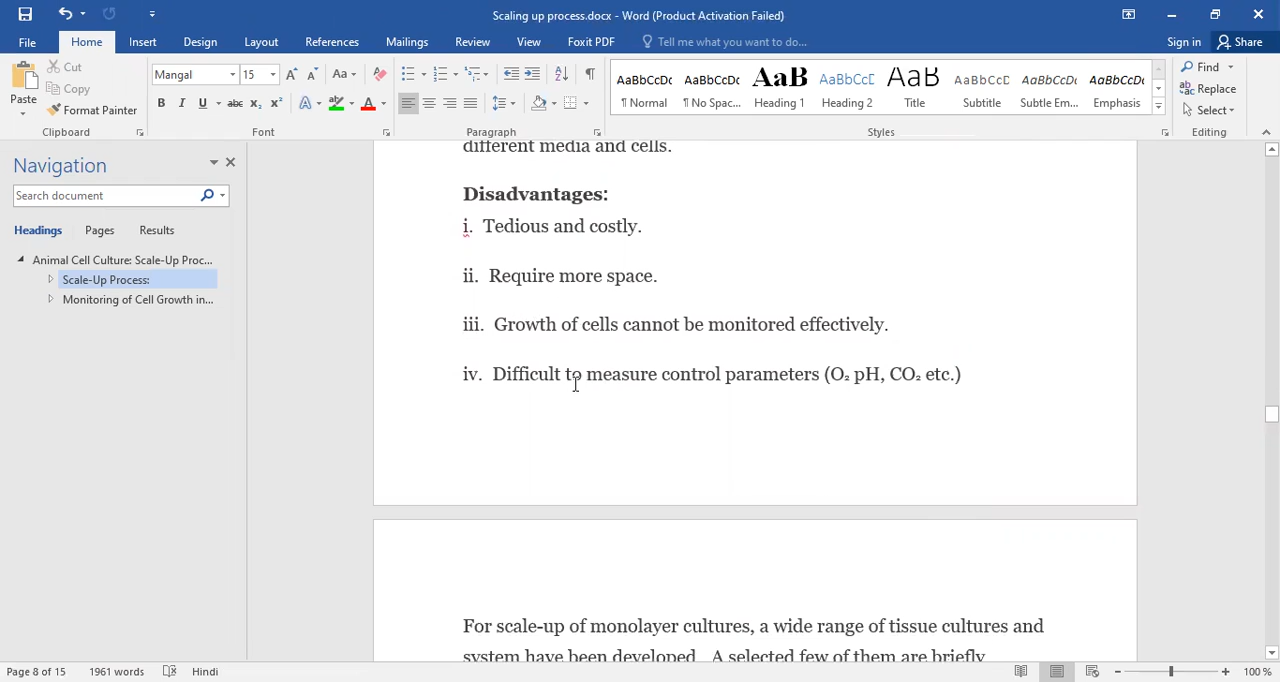 Scaling up process.docx - Word (Product Activation Failed)
File Home Insert Design Layout References Mailings Review View Foxit PDF Tell me what you want to do... Sign in Share
Paste Cut Copy Format Painter
Mangal 15 Aa
B I U abc x₂ x² A ab A
AaBbCcDc AaBbCcDc AaB AaBbCcD AaB AaBbCcD AaBbCcDc AaBbCcDc
¶ Normal ¶ No Spac... Heading 1 Heading 2 Title Subtitle Subtle Em... Emphasis
Find Replace Select
Clipboard Font Paragraph Styles Editing
Navigation
Search document
Headings Pages Results
Animal Cell Culture: Scale-Up Proc...
Scale-Up Process:
Monitoring of Cell Growth in...
different media and cells.
Disadvantages:
i. Tedious and costly.
ii. Require more space.
iii. Growth of cells cannot be monitored effectively.
iv. Difficult to measure control parameters (O₂ pH, CO₂ etc.)
For scale-up of monolayer cultures, a wide range of tissue cultures and
system have been developed. A selected few of them are briefly
Page 8 of 15 1961 words Hindi 100 %